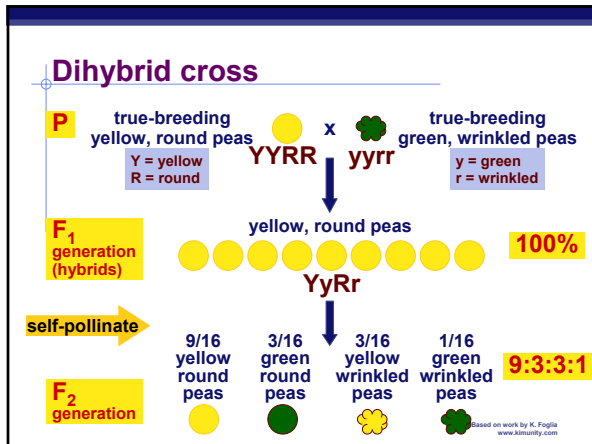 Dihybrid cross
P
true-breeding
yellow, round peas
Y = yellow
R = round
x
YYRR
yyrr
true-breeding
green, wrinkled peas
y = green
r = wrinkled
F1
generation
(hybrids)
yellow, round peas
100%
YyRr
self-pollinate
9/16
yellow
round
peas
3/16
green
round
peas
3/16
yellow
wrinkled
peas
1/16
green
wrinkled
peas
9:3:3:1
F2
generation
Based on work by K. Foglia
www.kimunity.com